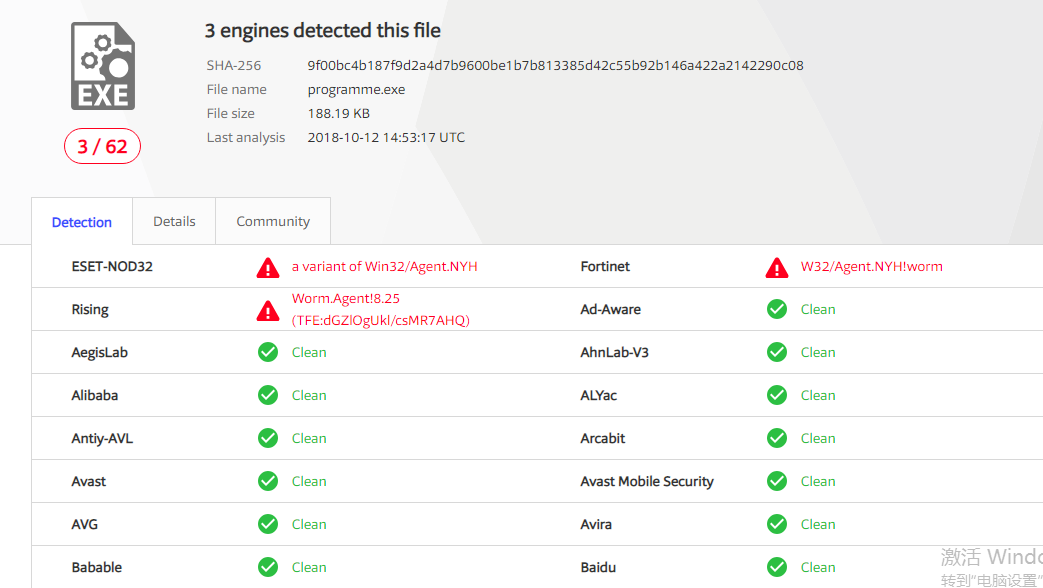 3 engines detected this file
SHA-256 9f00bc4b187f9d2a4d7b9600be1b7b813385d42c55b92b146a422a2142290c08
File name programme.exe
File size 188.19 KB
Last analysis 2018-10-12 14:53:17 UTC
EXE
3 / 62
Detection Details Community
ESET-NOD32 a variant of Win32/Agent.NYH Fortinet W32/Agent.NYH!worm
Rising Worm.Agent!8.25
(TFE:dGZlOgUkl/csMR7AHQ) Ad-Aware Clean
AegisLab Clean AhnLab-V3 Clean
Alibaba Clean ALYac Clean
Antiy-AVL Clean Arcabit Clean
Avast Clean Avast Mobile Security Clean
AVG Clean Avira Clean
Babable Clean Baidu Clean
激活 Windo
转到"电脑设置"